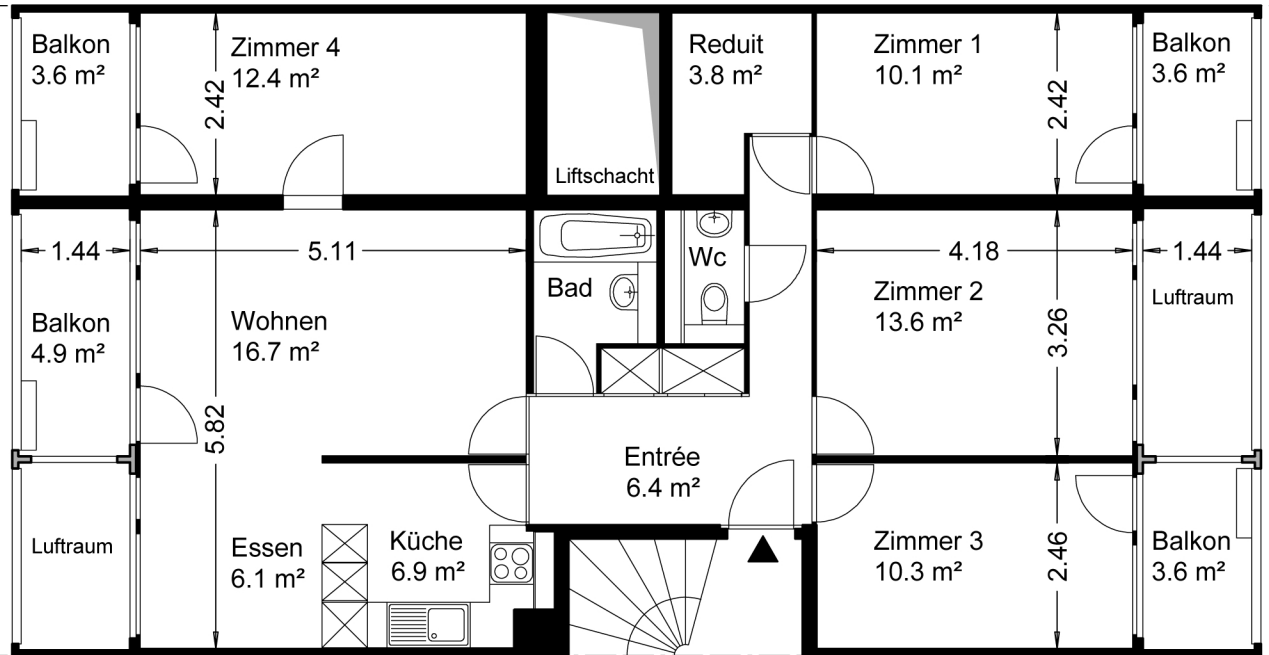 Balkon
3.6 m²
Zimmer 4
12.4 m²
2.42
Liftschacht
Reduit
3.8 m²
Zimmer 1
10.1 m²
2.42
Balkon
3.6 m²
1.44
5.11
Balkon
4.9 m²
Wohnen
16.7 m²
5.82
Bad
Wc
4.18
Zimmer 2
13.6 m²
3.26
1.44
Luftraum
Entrée
6.4 m²
Luftraum
Essen
6.1 m²
Küche
6.9 m²
Zimmer 3
10.3 m²
2.46
Balkon
3.6 m²